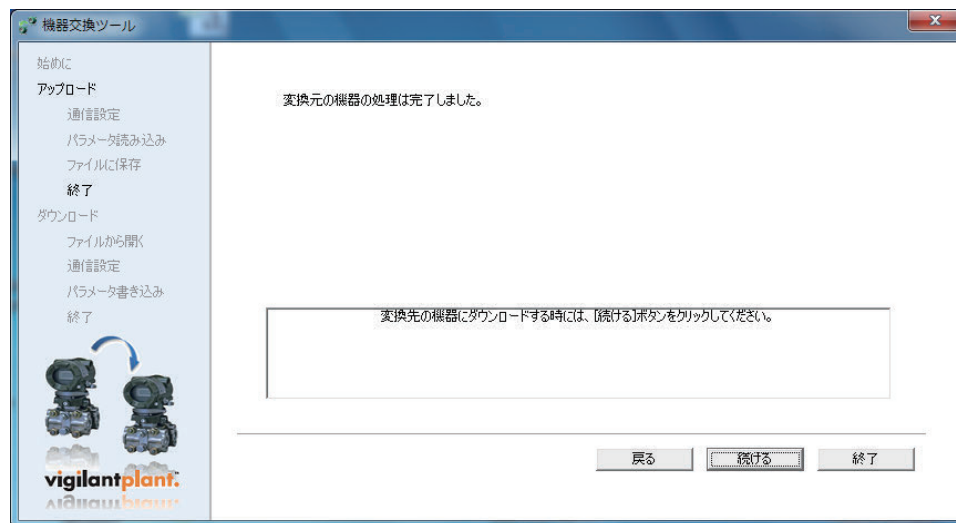 機器交換ツール
始めに
アップロード
通信設定
パラメータ読み込み
ファイルに保存
終了
ダウンロード
ファイルから開く
通信設定
パラメータ書き込み
終了
vigilantplant.
変換元の機器の処理は完了しました。
変換先の機器にダウンロードする時には、[続ける]ボタンをクリックしてください。
戻る
続ける
終了